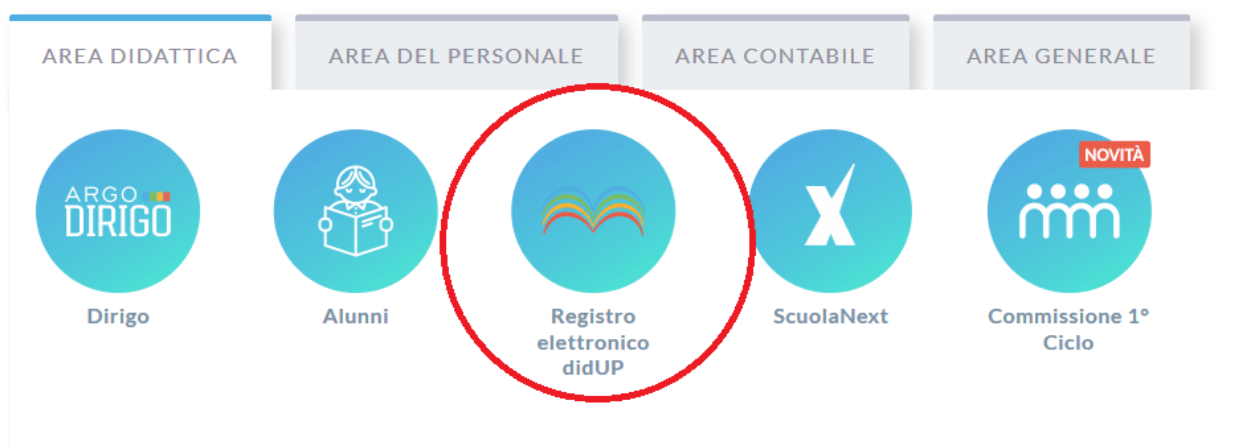 AREA DIDATTICA
AREA DEL PERSONALE
AREA CONTABILE
AREA GENERALE
ARGO
DIRIGO
NOVITÀ
Dirigo
Alunni
Registro
elettronico
didUP
ScuolaNext
Commissione 1°
Ciclo